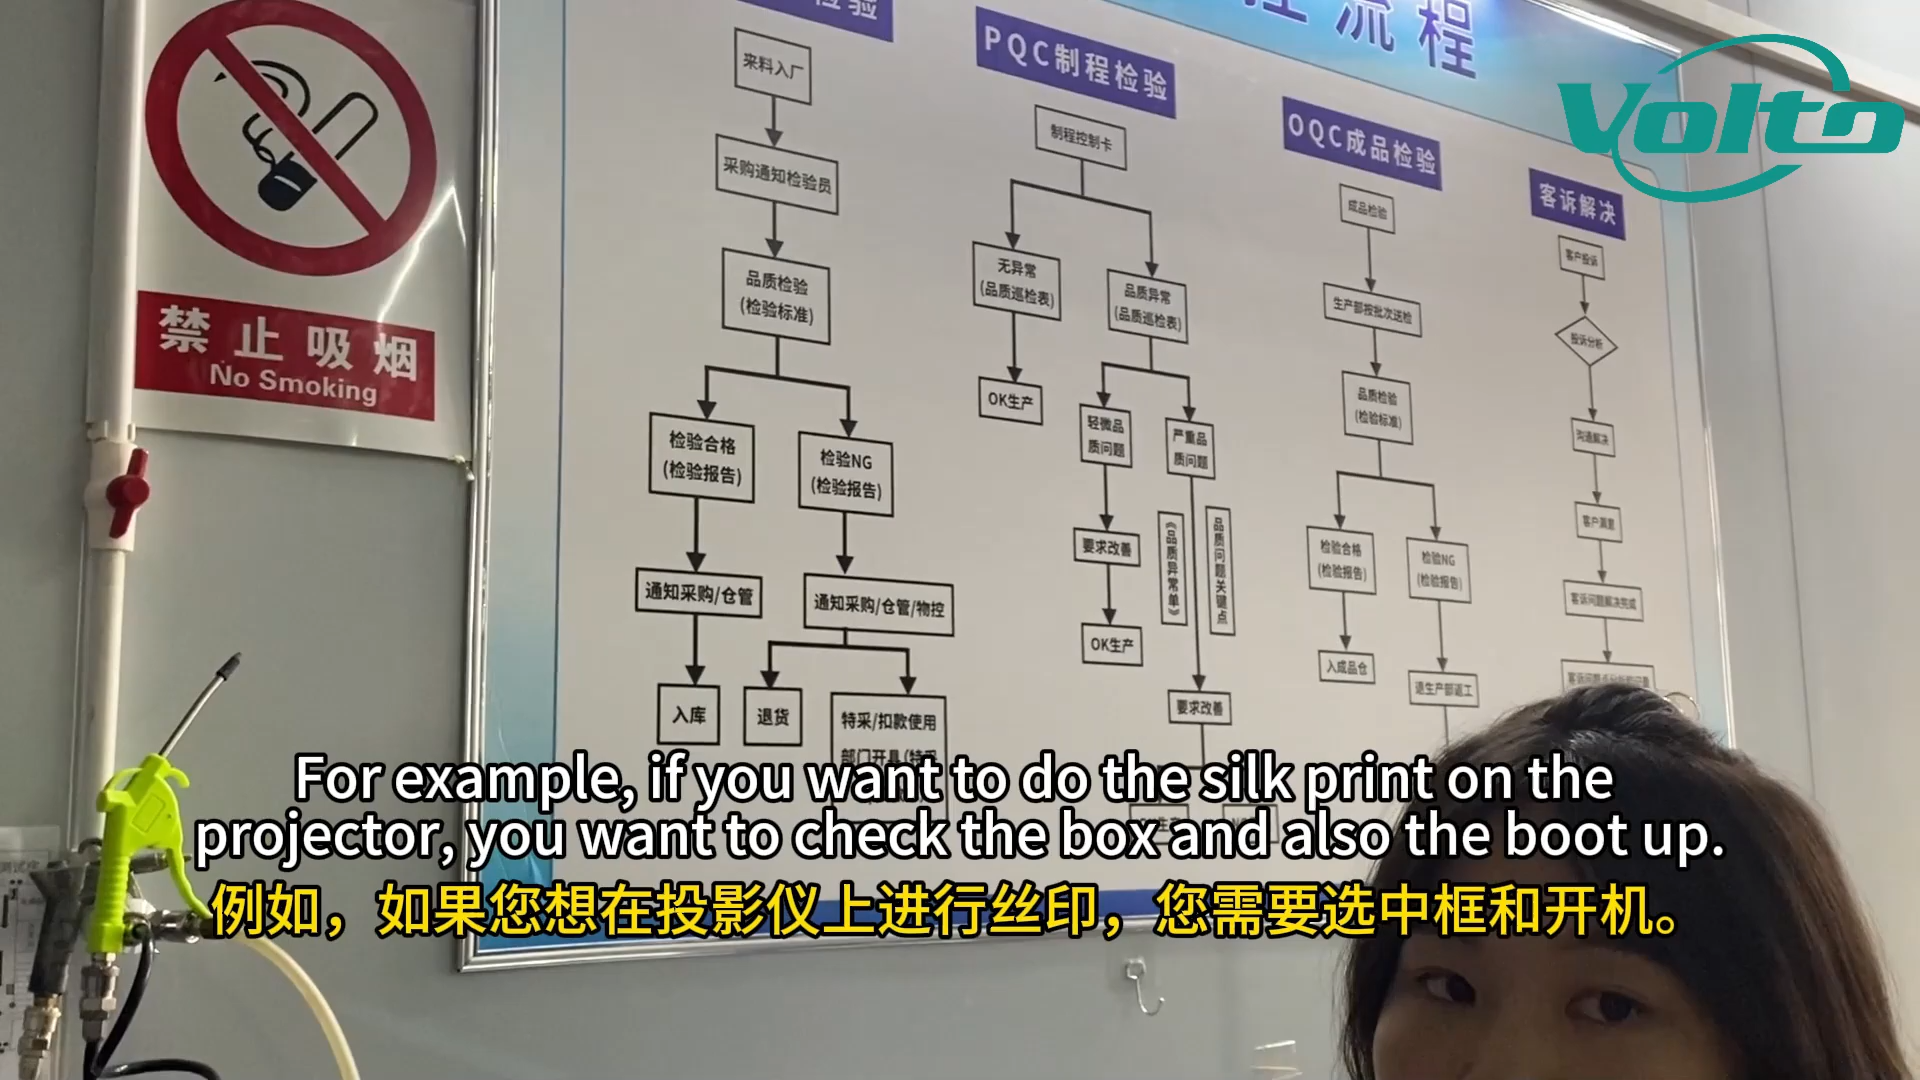 检验
控流程
Volto
来料入厂
采购通知检验员
品质检验
(检验标准)
检验合格
(检验报告)
检验NG
(检验报告)
通知采购/仓管
通知采购/仓管/物控
入库
退货
特采/扣款使用
PQC制程检验
制程控制卡
无异常
(品质巡检表)
品质异常
(品质巡检表)
OK生产
轻微品
质问题
严重品
质问题
要求改善
《品质异常单》
品质问题关键点
OK生产
要求改善
OQC成品检验
成品检验
生产部按批次送检
品质检验
(检验标准)
检验合格
(检验报告)
检验NG
(检验报告)
入成品仓
退生产部返工
客诉解决
客户投诉
投诉分析
沟通解决
客户满意
客诉问题解决完成
禁止吸烟
No Smoking
For example, if you want to do the silk print on the
projector, you want to check the box and also the boot up.
例如，如果您想在投影仪上进行丝印，您需要选中框和开机。